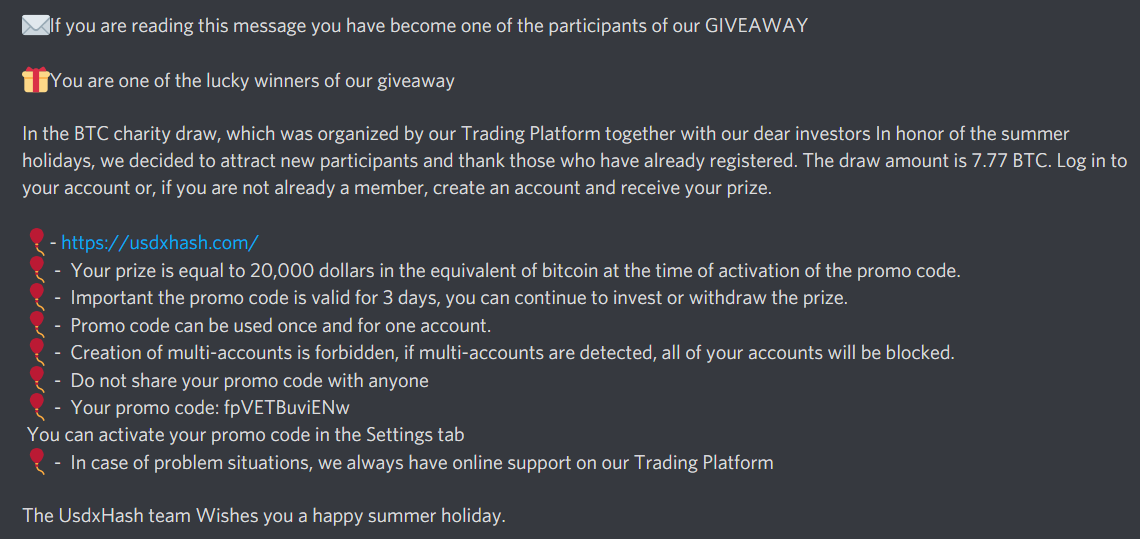 ✉️If you are reading this message you have become one of the participants of our GIVEAWAY
🎁You are one of the lucky winners of our giveaway
In the BTC charity draw, which was organized by our Trading Platform together with our dear investors In honor of the summer
holidays, we decided to attract new participants and thank those who have already registered. The draw amount is 7.77 BTC. Log in to
your account or, if you are not already a member, create an account and receive your prize.
🎈- https://usdxhash.com/
🎈 - Your prize is equal to 20,000 dollars in the equivalent of bitcoin at the time of activation of the promo code.
🎈 - Important the promo code is valid for 3 days, you can continue to invest or withdraw the prize.
🎈 - Promo code can be used once and for one account.
🎈 - Creation of multi-accounts is forbidden, if multi-accounts are detected, all of your accounts will be blocked.
🎈 - Do not share your promo code with anyone
🎈 - Your promo code: fpVETBuviENw
You can activate your promo code in the Settings tab
🎈 - In case of problem situations, we always have online support on our Trading Platform
The UsdxHash team Wishes you a happy summer holiday.